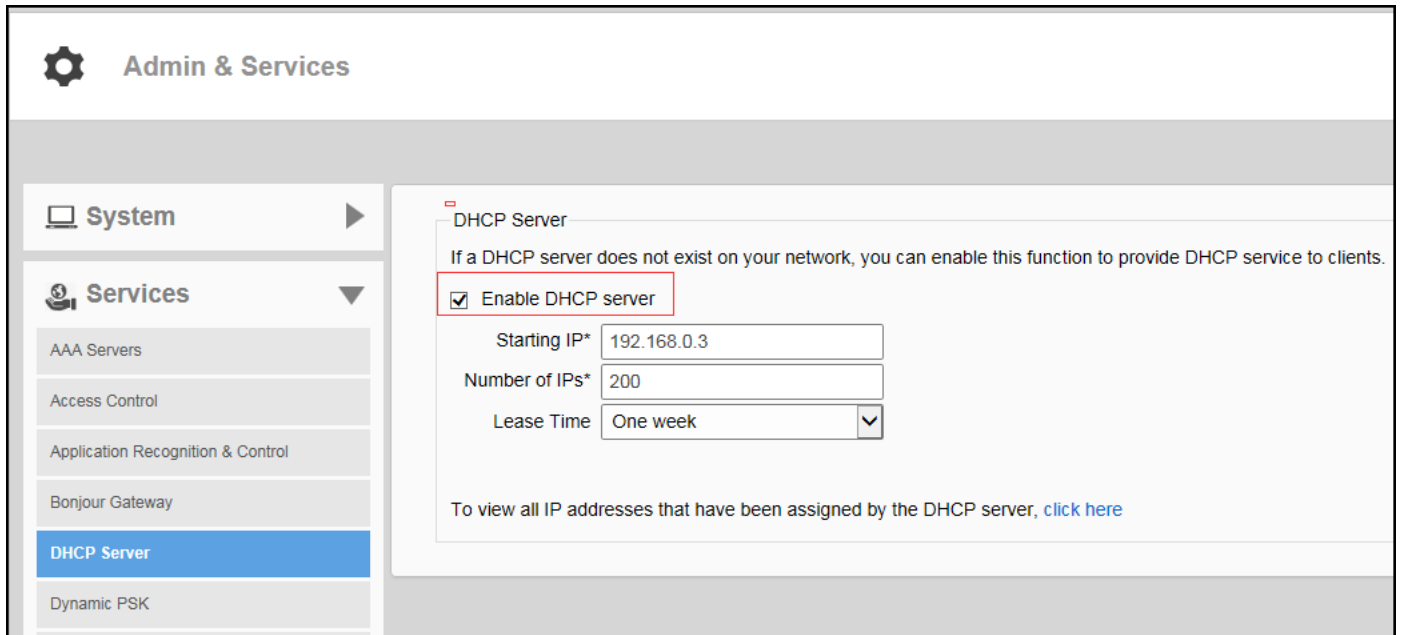 Admin & Services
System
Services
AAA Servers
Access Control
Application Recognition & Control
Bonjour Gateway
DHCP Server
Dynamic PSK
DHCP Server
If a DHCP server does not exist on your network, you can enable this function to provide DHCP service to clients.
Enable DHCP server
Starting IP* 192.168.0.3
Number of IPs* 200
Lease Time One week
To view all IP addresses that have been assigned by the DHCP server, click here